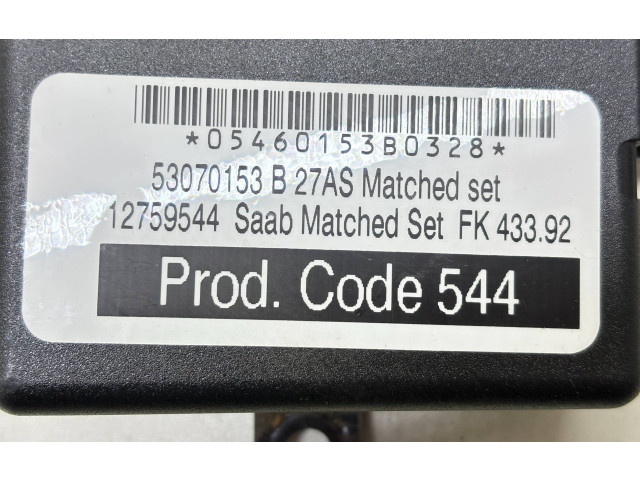 *05460153B0328*
53070153 B 27AS Matched set
12759544 Saab Matched Set FK 433.92
Prod. Code 544